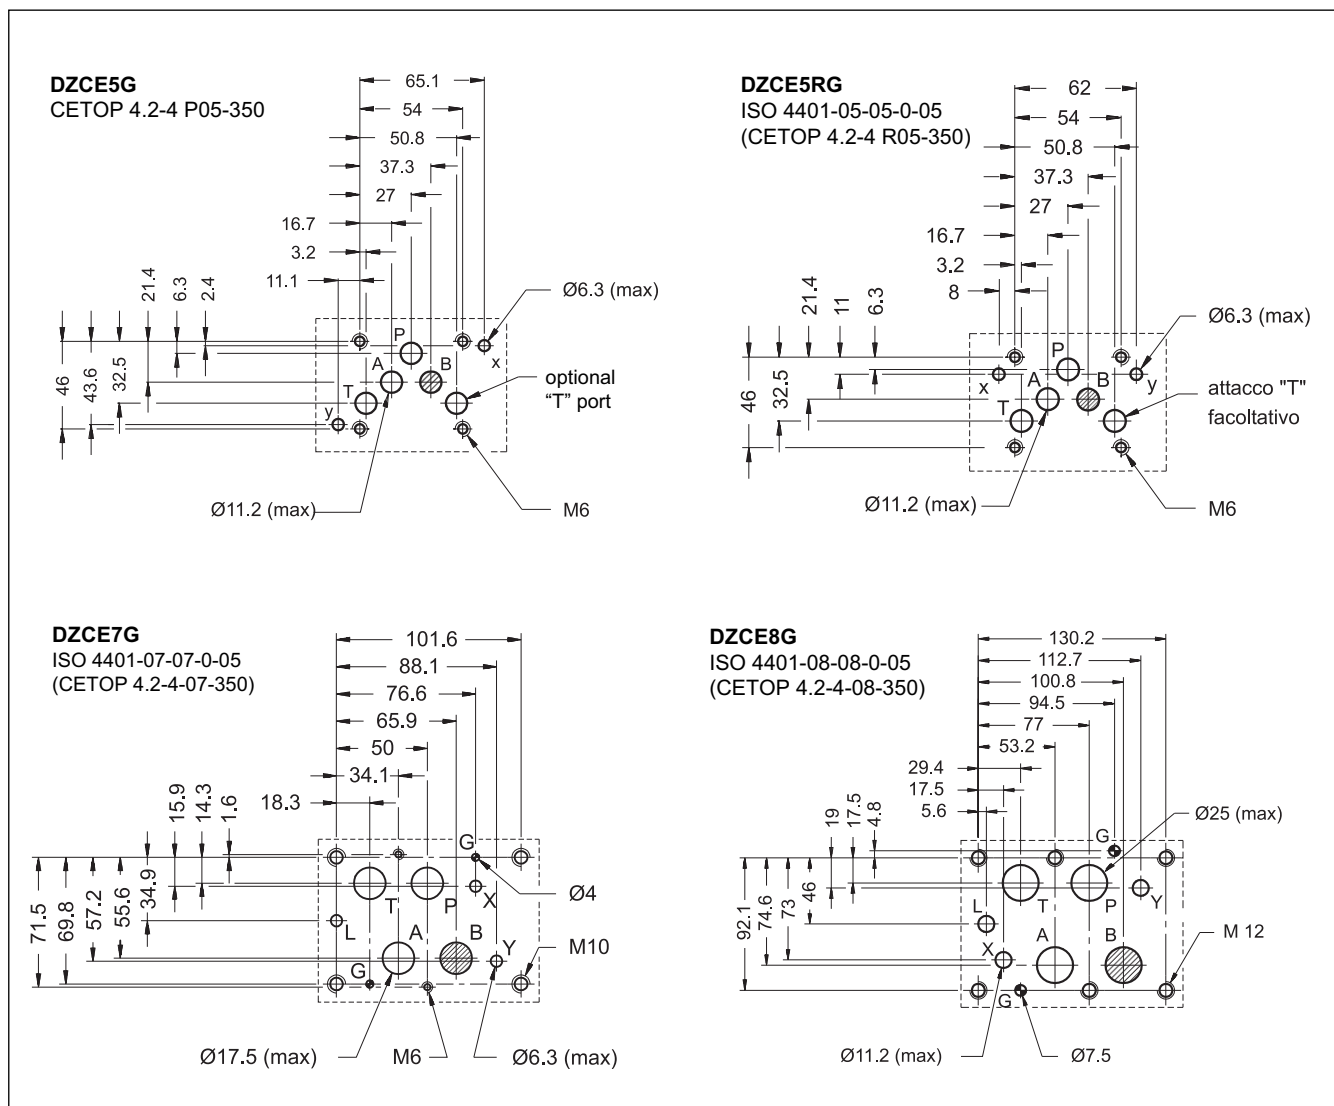 DZCE5G
CETOP 4.2-4 P05-350
65.1
54
50.8
37.3
27
16.7
3.2
11.1
21.4
6.3
2.4
46
43.6
32.5
P
A
B
T
x
y
Ø6.3 (max)
optional
"T" port
Ø11.2 (max)
M6
DZCE5RG
ISO 4401-05-05-0-05
(CETOP 4.2-4 R05-350)
62
54
50.8
37.3
27
16.7
3.2
8
21.4
11
6.3
46
32.5
P
A
B
T
x
y
Ø6.3 (max)
attacco "T"
facoltativo
Ø11.2 (max)
M6
DZCE7G
ISO 4401-07-07-0-05
(CETOP 4.2-4-07-350)
101.6
88.1
76.6
65.9
50
34.1
18.3
15.9
14.3
1.6
71.5
69.8
57.2
55.6
34.9
G
T
P
X
L
A
B
Y
G
Ø4
M10
Ø17.5 (max)
M6
Ø6.3 (max)
DZCE8G
ISO 4401-08-08-0-05
(CETOP 4.2-4-08-350)
130.2
112.7
100.8
94.5
77
53.2
29.4
17.5
5.6
19
17.5
4.8
92.1
74.6
73
46
G
T
P
Y
L
X
A
B
G
Ø25 (max)
M 12
Ø11.2 (max)
Ø7.5